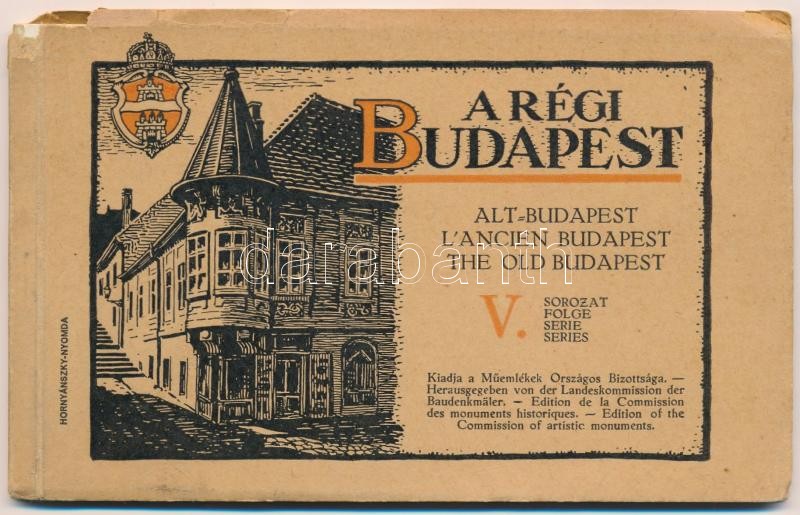 A RÉGI
BUDAPEST
ALT=BUDAPEST
L'ANCIEN BUDAPEST
THE OLD BUDAPEST
V.
SOROZAT
FOLGE
SERIE
SERIES
Kiadja a Műemlékek Országos Bizottsága. —
Herausgegeben von der Landeskommission der
Baudenkmäler. — Edition de la Commission
des monuments historiques. — Edition of the
Commission of artistic monuments.
HORNYÁNSZKY-NYOMDA
darabanth